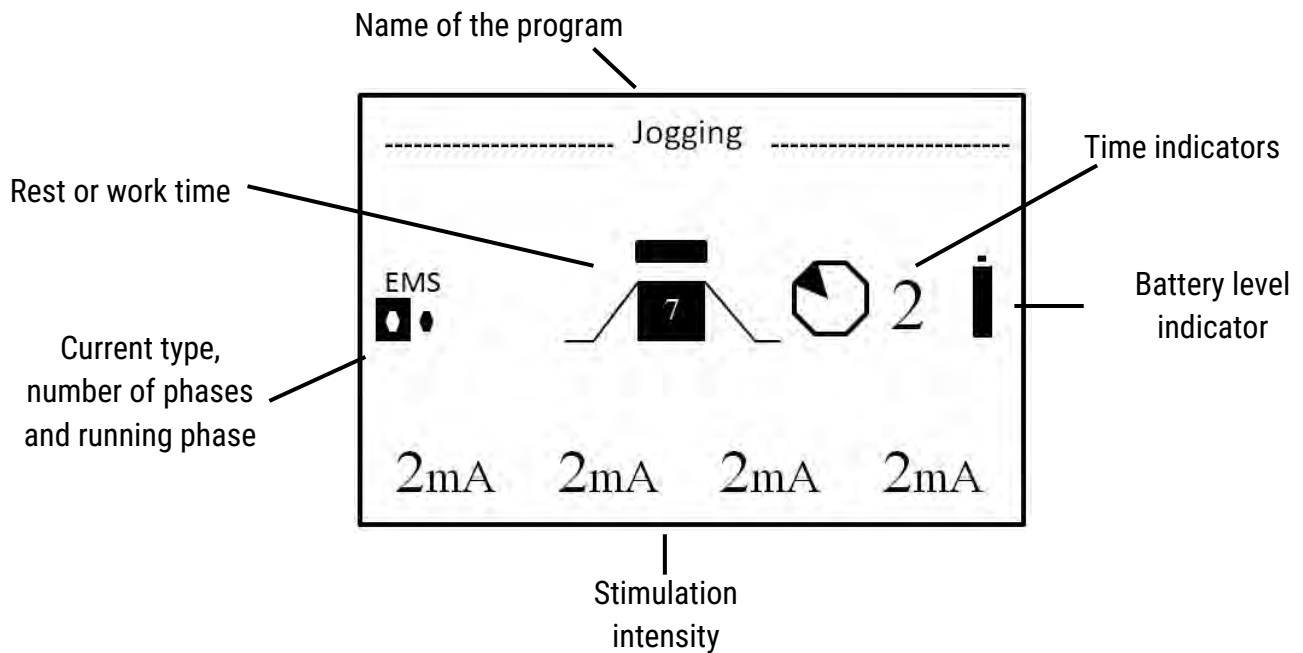 Name of the program
Jogging
Time indicators
Rest or work time
EMS
7
2
Battery level
indicator
Current type,
number of phases
and running phase
2mA 2mA 2mA 2mA
Stimulation
intensity